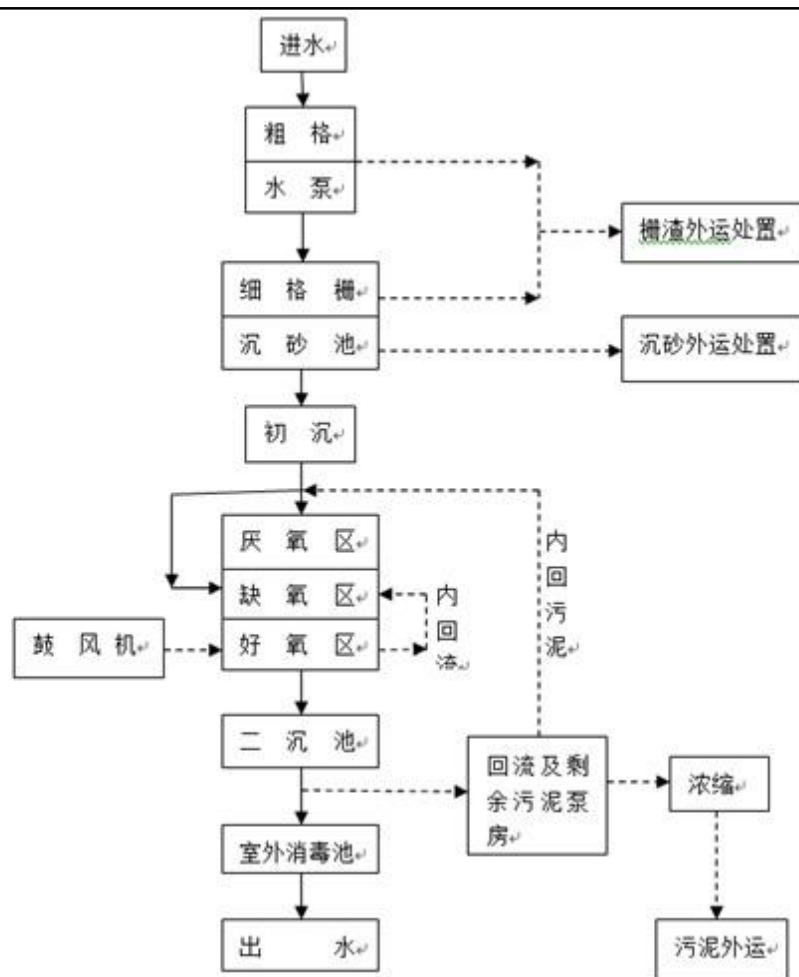 进水
粗 格
水 泵
栅渣外运处置
细 格 栅
沉 砂 池
沉砂外运处置
初 沉
厌 氧 区
缺 氧 区
好 氧 区
内
回
流
内
回
污
泥
鼓 风 机
二 沉 池
回流及剩
余污泥泵
房
浓缩
室外消毒池
出 水
污泥外运